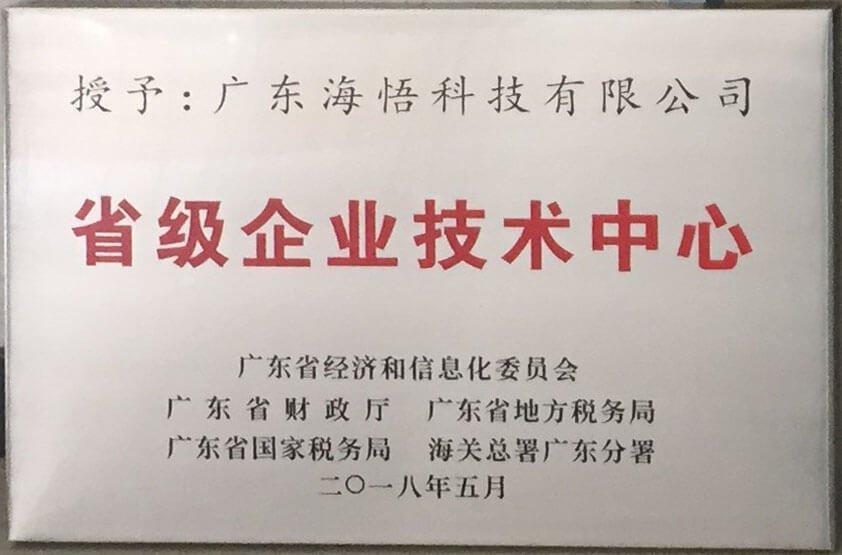 授予：广东海悟科技有限公司
省级企业技术中心
广东省经济和信息化委员会
广东省财政厅 广东省地方税务局
广东省国家税务局 海关总署广东分署
二〇一八年五月